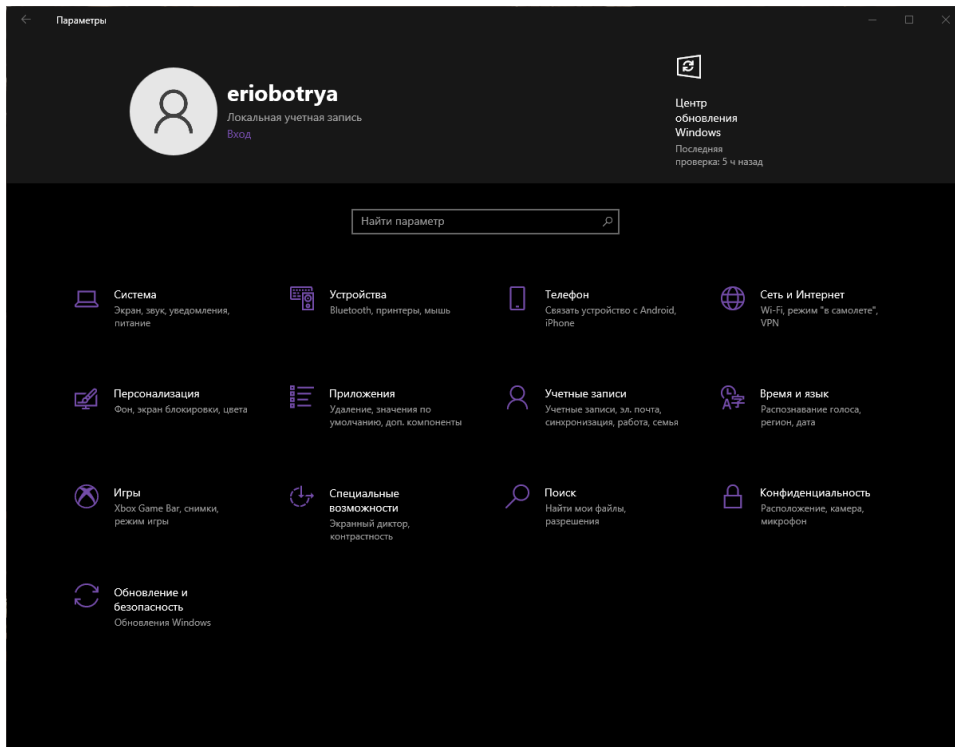 Параметры
eriobotrya
Локальная учетная запись
Вход
Центр
обновления
Windows
Последняя
проверка: 5 ч назад
Найти параметр
Система
Экран, звук, уведомления,
питание
Устройства
Bluetooth, принтеры, мышь
Телефон
Связать устройство с Android,
iPhone
Сеть и Интернет
Wi-Fi, режим "в самолете",
VPN
Персонализация
Фон, экран блокировки, цвета
Приложения
Удаление, значения по
умолчанию, доп. компоненты
Учетные записи
Учетные записи, эл. почта,
синхронизация, работа, семья
Время и язык
Распознавание голоса,
регион, дата
Игры
Xbox Game Bar, снимки,
режим игры
Специальные
возможности
Экранный диктор,
контрастность
Поиск
Найти мои файлы,
разрешения
Конфиденциальность
Расположение, камера,
микрофон
Обновление и
безопасность
Обновления Windows